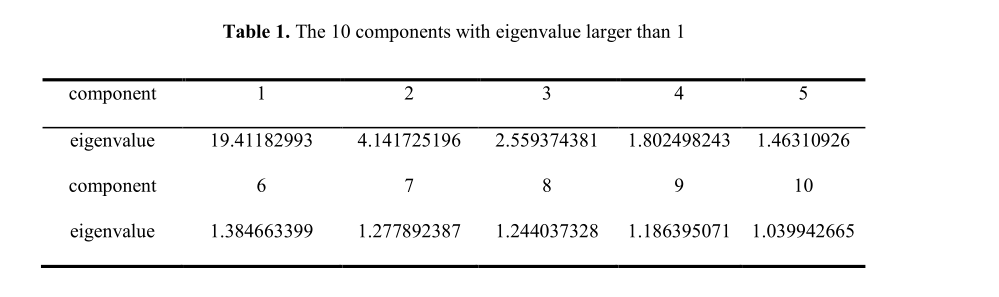 Table 1. The 10 components with eigenvalue larger than 1
component 1 2 3 4 5
eigenvalue 19.41182993 4.141725196 2.559374381 1.802498243 1.46310926
component 6 7 8 9 10
eigenvalue 1.384663399 1.277892387 1.244037328 1.186395071 1.039942665